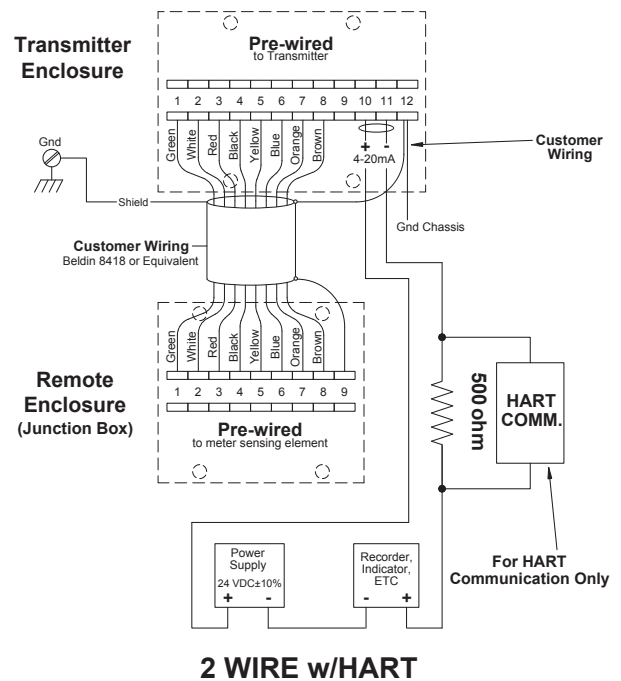 Transmitter
Enclosure
Pre-wired
to Transmitter
1 2 3 4 5 6 7 8 9 10 11 12
Green
White
Red
Black
Yellow
Blue
Orange
Brown
+ -
4-20mA
Customer
Wiring
Gnd
Shield
Gnd Chassis
Customer Wiring
Beldin 8418 or Equivalent
Green
White
Red
Black
Yellow
Blue
Orange
Brown
1 2 3 4 5 6 7 8 9
Remote
Enclosure
(Junction Box)
Pre-wired
to meter sensing element
500 ohm
HART
COMM.
For HART
Communication Only
Power
Supply
24 VDC±10%
+ -
Recorder,
Indicator,
ETC
- +
2 WIRE w/HART